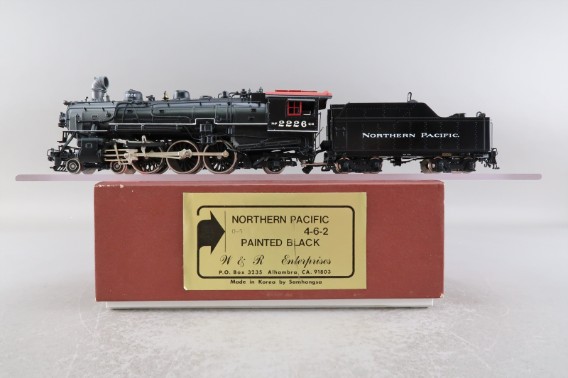 2226
NORTHERN PACIFIC.
NORTHERN PACIFIC
4-6-2
PAINTED BLACK
W & R Enterprises
P.O. Box 3235 Alhambra, CA. 91803
Made in Korea by Samhongsa